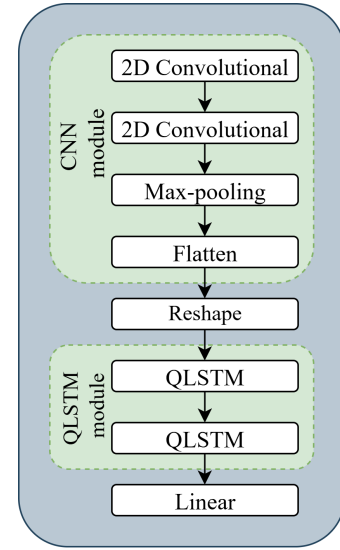 2D Convolutional
2D Convolutional
CNN
module
Max-pooling
Flatten
Reshape
QLSTM
module
QLSTM
QLSTM
Linear